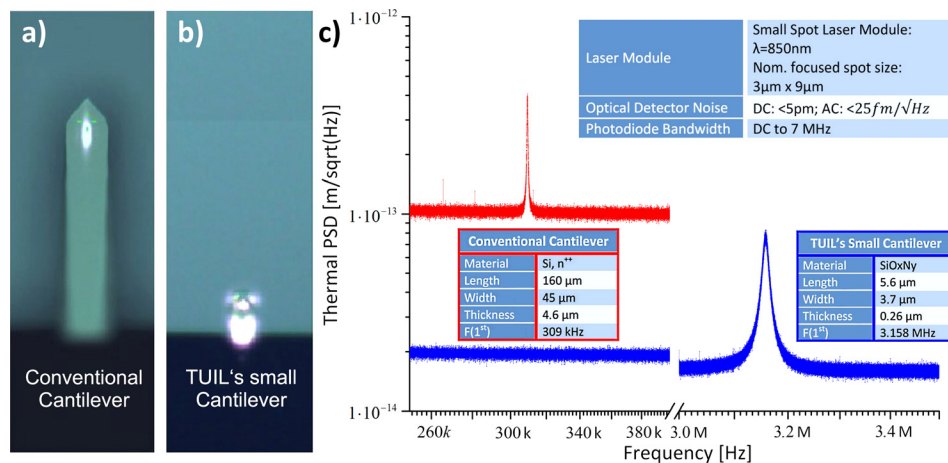 a)
Conventional
Cantilever
b)
TUIL‘s small
Cantilever
c)
Thermal PSD [m/sqrt(Hz)]
1·10⁻¹²
1·10⁻¹³
1·10⁻¹⁴
Laser Module
Small Spot Laser Module:
λ=850nm
Nom. focused spot size:
3µm x 9µm
Optical Detector Noise
DC: <5pm; AC: <25fm/√Hz
Photodiode Bandwidth
DC to 7 MHz
Conventional Cantilever
Material Si, n⁺⁺
Length 160 µm
Width 45 µm
Thickness 4.6 µm
F(1ˢᵗ) 309 kHz
TUIL's Small Cantilever
Material SiOxNy
Length 5.6 µm
Width 3.7 µm
Thickness 0.26 µm
F(1ˢᵗ) 3.158 MHz
260k 300 k 340 k 380 k 3.0 M 3.2 M 3.4 M
Frequency [Hz]